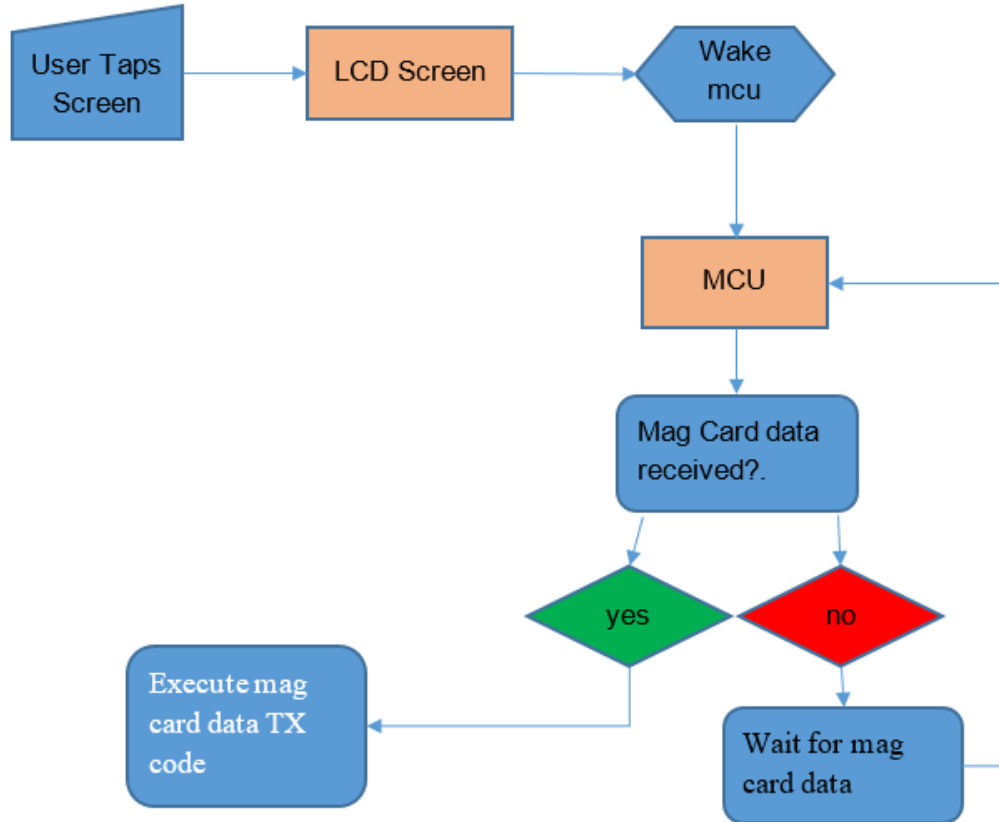 User Taps
Screen
LCD Screen
Wake
mcu
MCU
Mag Card data
received?.
yes
no
Execute mag
card data TX
code
Wait for mag
card data